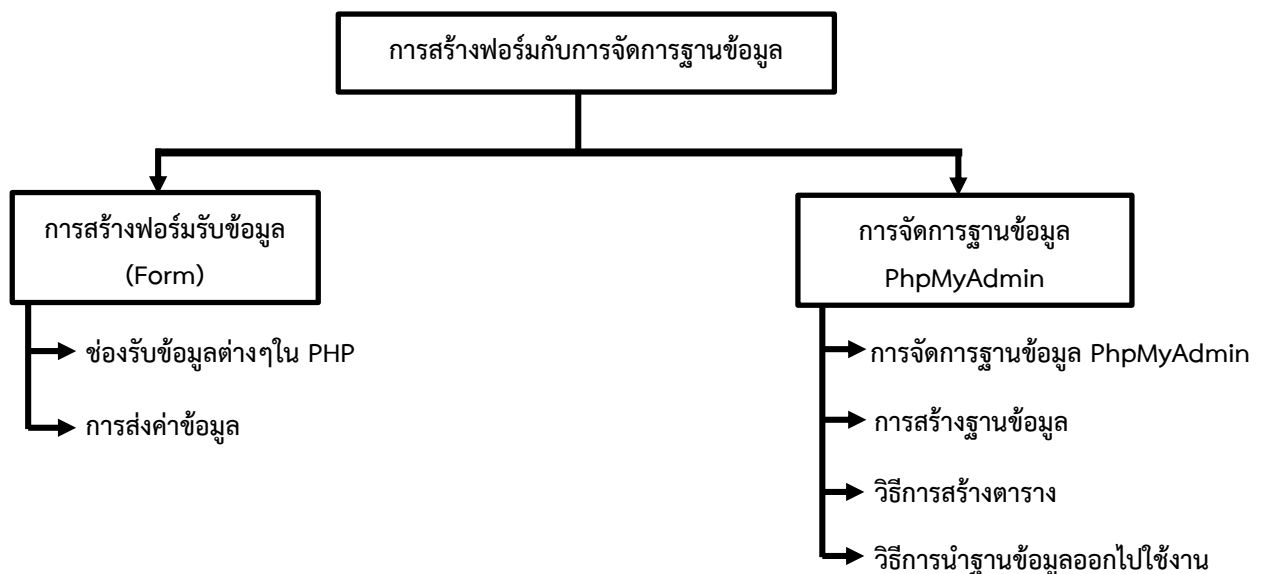 การสร้างฟอร์มกับการจัดการฐานข้อมูล
การสร้างฟอร์มรับข้อมูล
(Form)
ช่องรับข้อมูลต่างๆใน PHP
การส่งค่าข้อมูล
การจัดการฐานข้อมูล
PhpMyAdmin
การจัดการฐานข้อมูล PhpMyAdmin
การสร้างฐานข้อมูล
วิธีการสร้างตาราง
วิธีการนำฐานข้อมูลออกไปใช้งาน